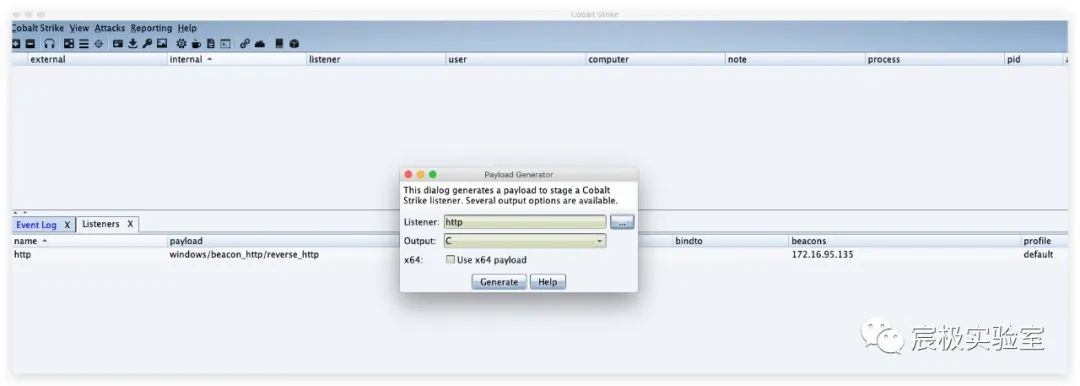 Cobalt Strike
Cobalt Strike View Attacks Reporting Help
external internal listener user computer note process pid
Payload Generator
This dialog generates a payload to stage a Cobalt
Strike listener. Several output options are available.
Listener: http ...
Output: C
x64: Use x64 payload
Generate Help
Event Log X Listeners X
name payload bindto beacons profile
http windows/beacon_http/reverse_http 172.16.95.135 default
宸极实验室